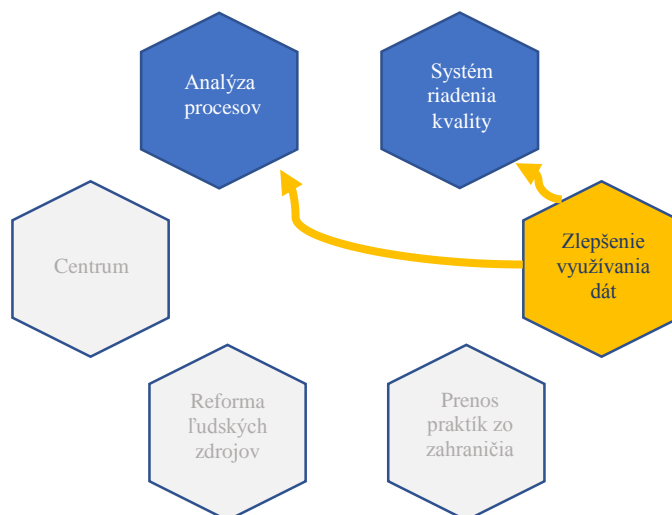 Analýza
procesov
Systém
riadenia
kvality
Centrum
Zlepšenie
využívania
dát
Reforma
ľudských
zdrojov
Prenos
praktík zo
zahraničia